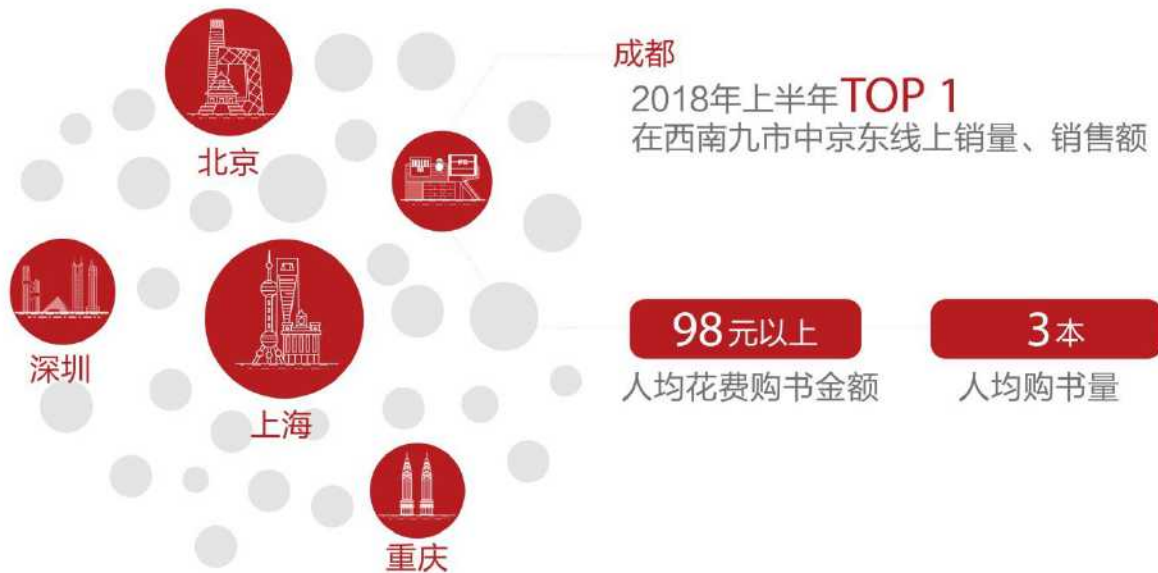 北京
成都
2018年上半年TOP 1
在西南九市中京东线上销量、销售额
深圳
上海
98元以上
3本
人均花费购书金额
人均购书量
重庆